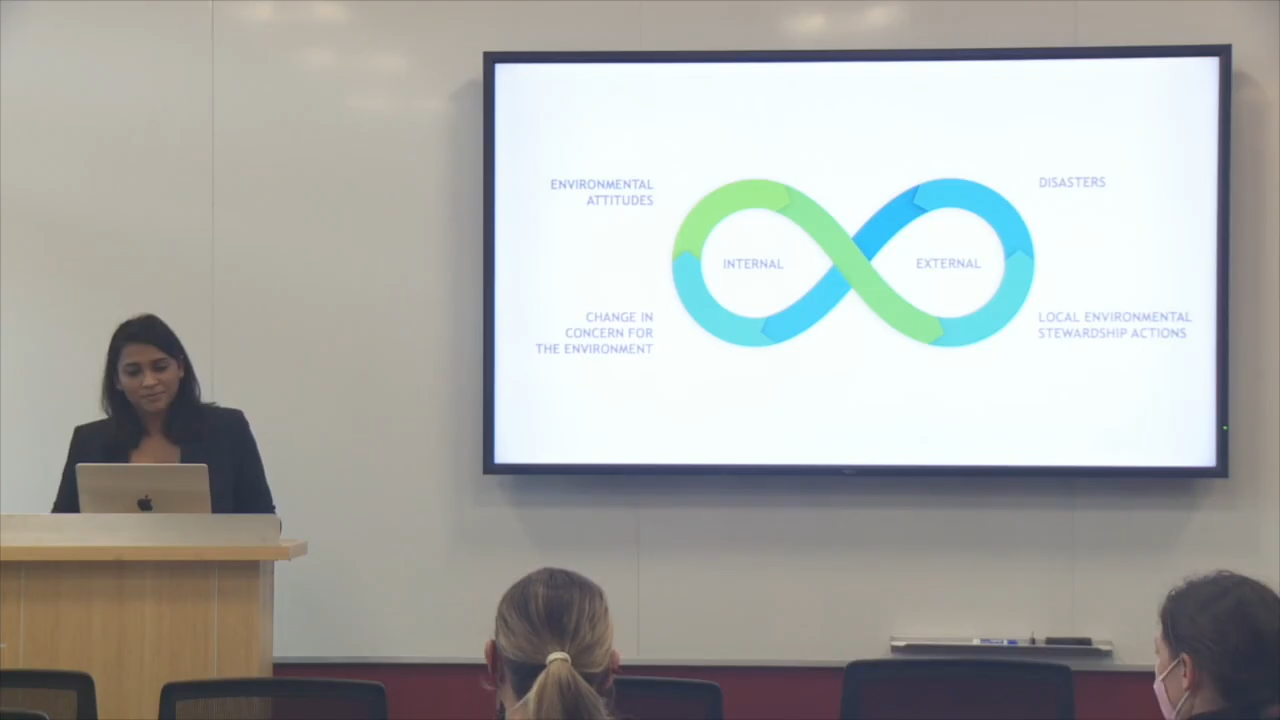 ENVIRONMENTAL
ATTITUDES
DISASTERS
INTERNAL
EXTERNAL
CHANGE IN
CONCERN FOR
THE ENVIRONMENT
LOCAL ENVIRONMENTAL
STEWARDSHIP ACTIONS